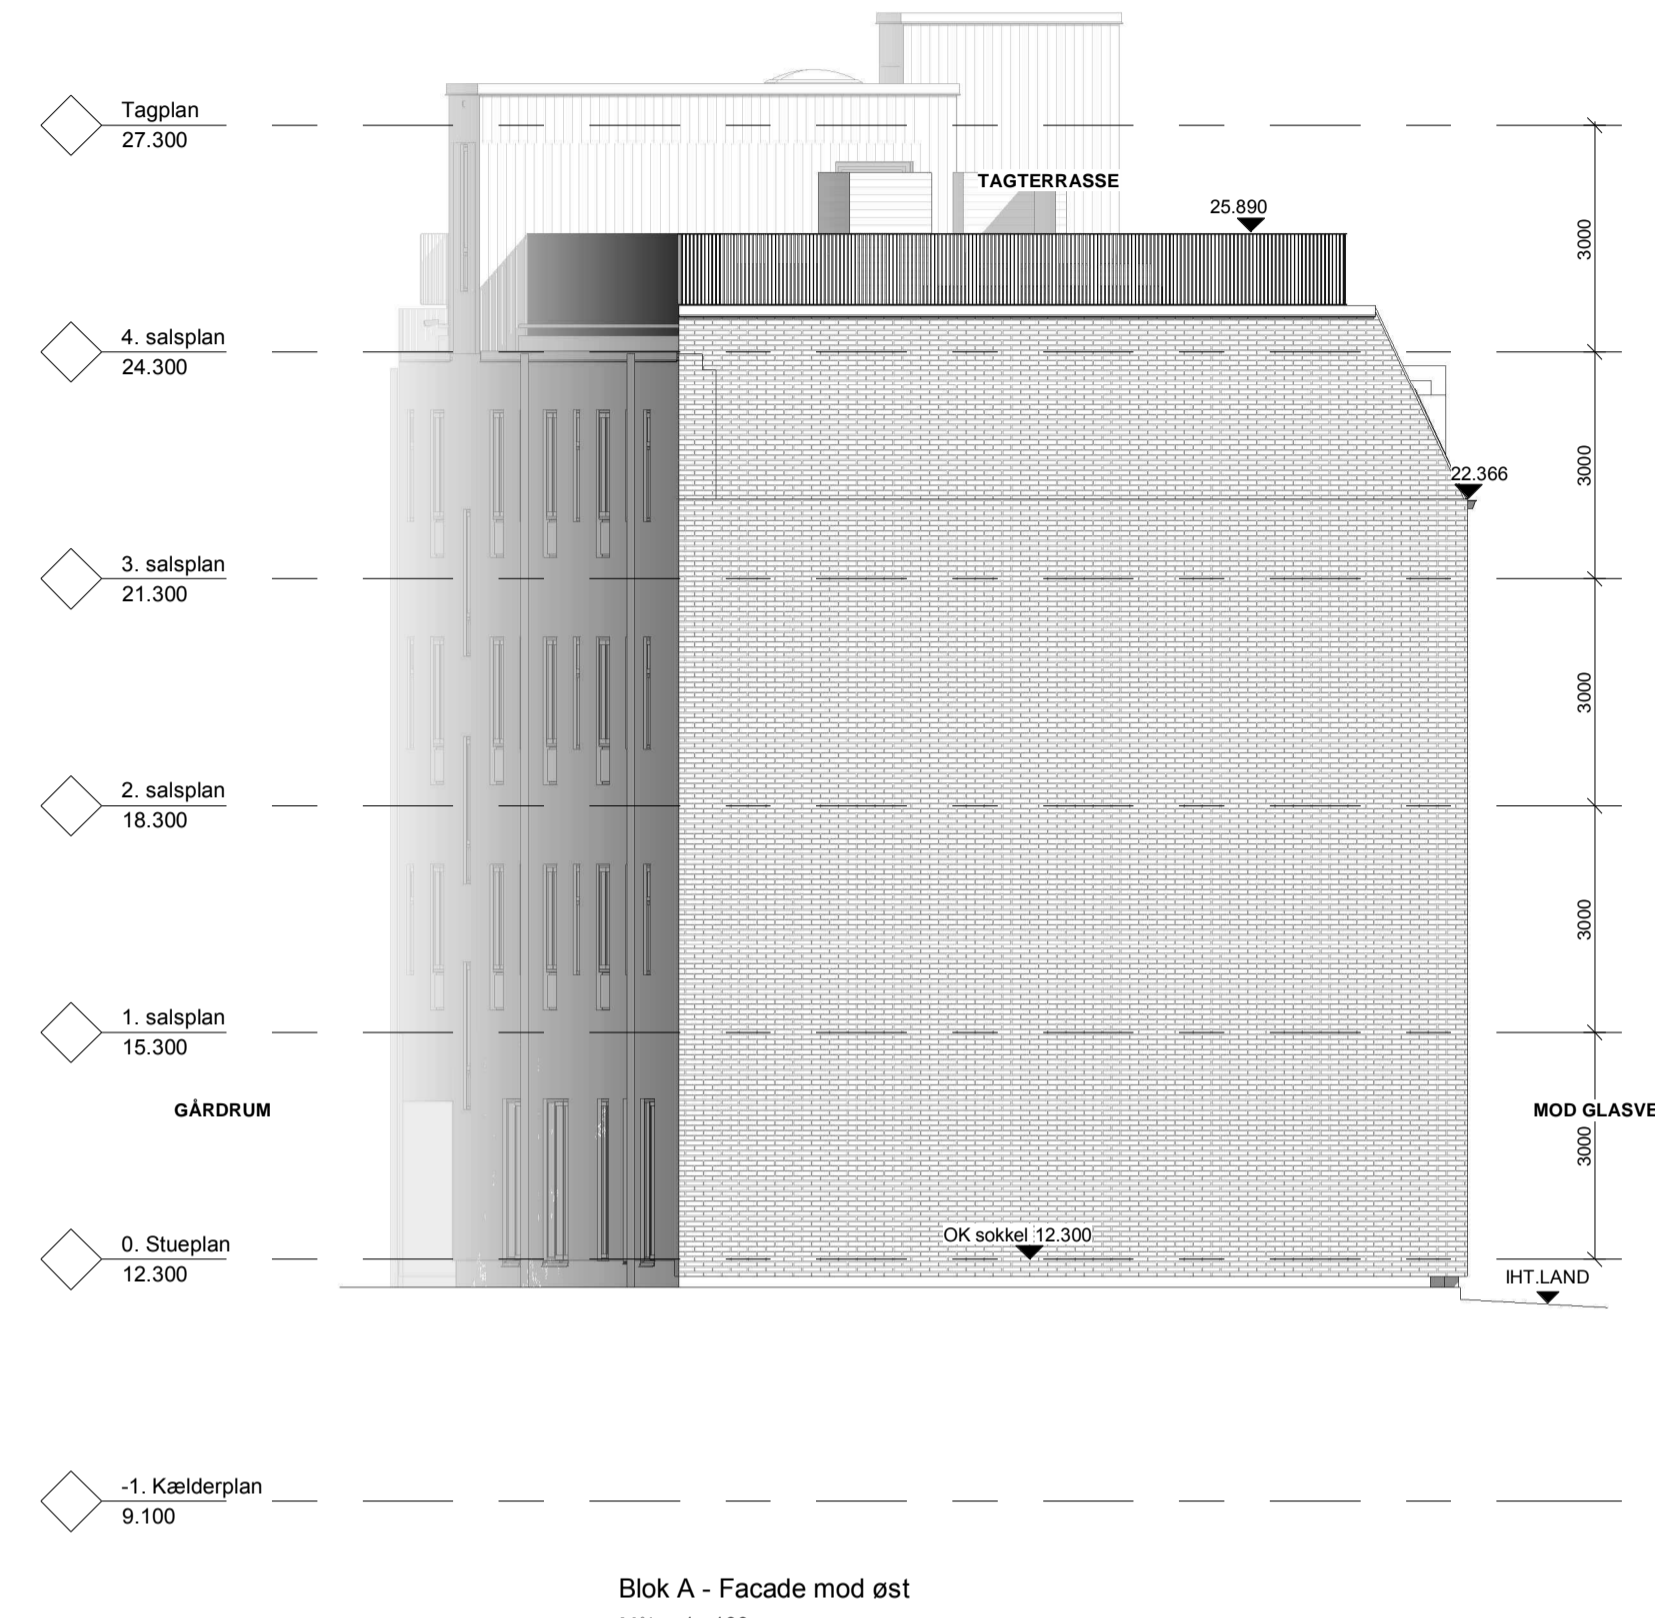 Tagplan
27.300
TAGTERRASSE
25.890
3000
4. salsplan
24.300
3000
22.366
3. salsplan
21.300
3000
2. salsplan
18.300
3000
1. salsplan
15.300
GÅRDRUM
MOD GLASVE
3000
0. Stueplan
12.300
OK sokkel 12.300
IHT.LAND
-1. Kælderplan
9.100
Blok A - Facade mod øst